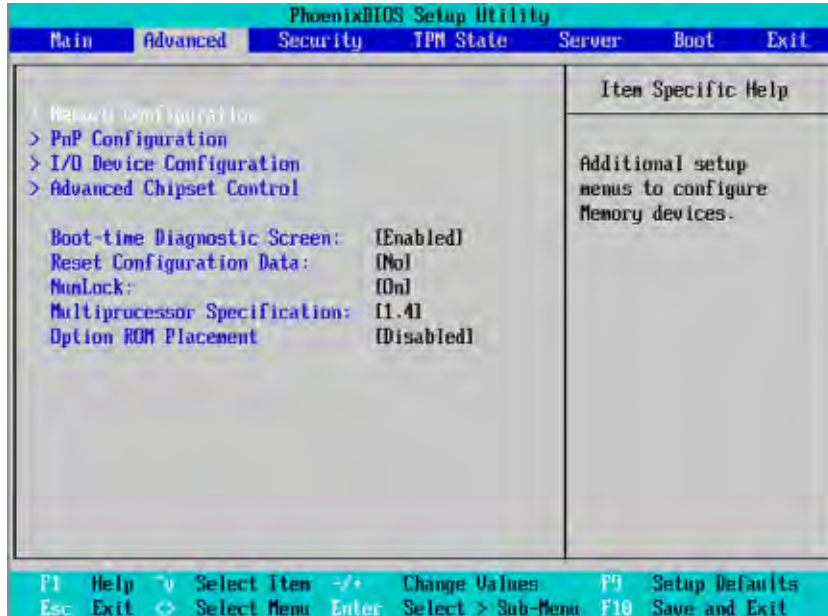 PhoenixBIOS Setup Utility
Main Advanced Security TPM State Server Boot Exit
Item Specific Help
> Memory Configuration
> PnP Configuration
> I/O Device Configuration
> Advanced Chipset Control
Additional setup
menus to configure
Memory devices.
Boot-time Diagnostic Screen: [Enabled]
Reset Configuration Data: [No]
NumLock: [On]
Multiprocessor Specification: [1.4]
Option ROM Placement [Disabled]
F1 Help ↑↓ Select Item -/+ Change Values F9 Setup Defaults
Esc Exit <> Select Menu Enter Select > Sub-Menu F10 Save and Exit